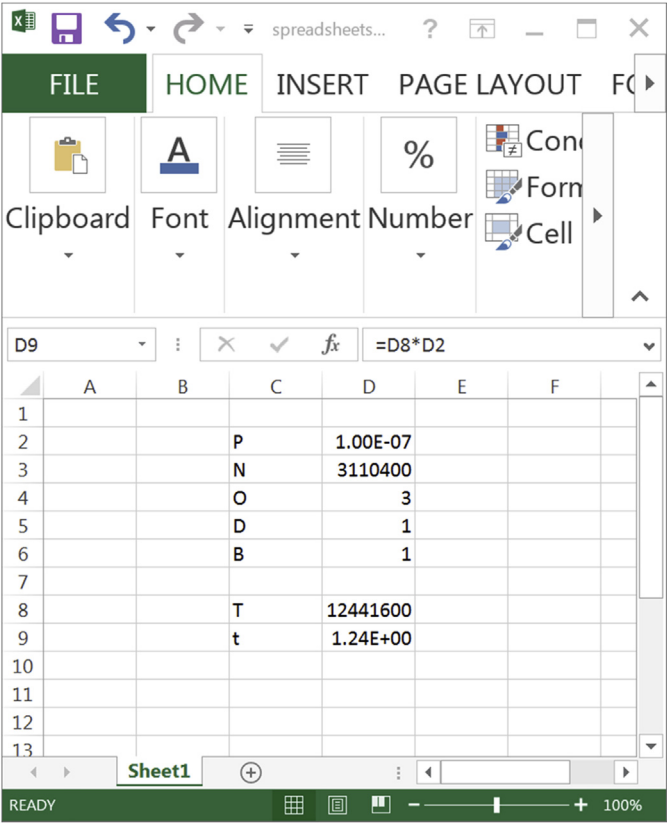 spreadsheets... ?
FILE HOME INSERT PAGE LAYOUT
A %
Clipboard Font Alignment Number
Cell
D9 fx =D8*D2
A B C D E F
1
2 P 1.00E-07
3 N 3110400
4 O 3
5 D 1
6 B 1
7
8 T 12441600
9 t 1.24E+00
10
11
12
13
Sheet1
READY 100%